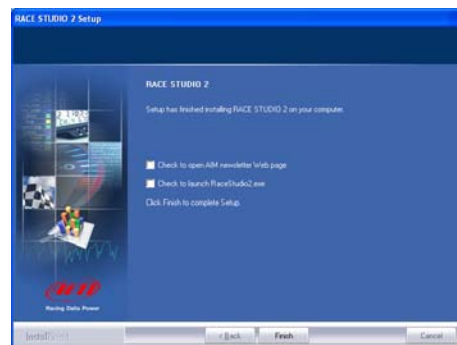 RACE STUDIO 2 Setup
RACE STUDIO 2
Setup has finished installing RACE STUDIO 2 on your computer.
Check to open AIM newsletter Web page
Check to launch RaceStudio2.exe
Click Finish to complete Setup.
Racing Data Power
< Back
Finish
Cancel